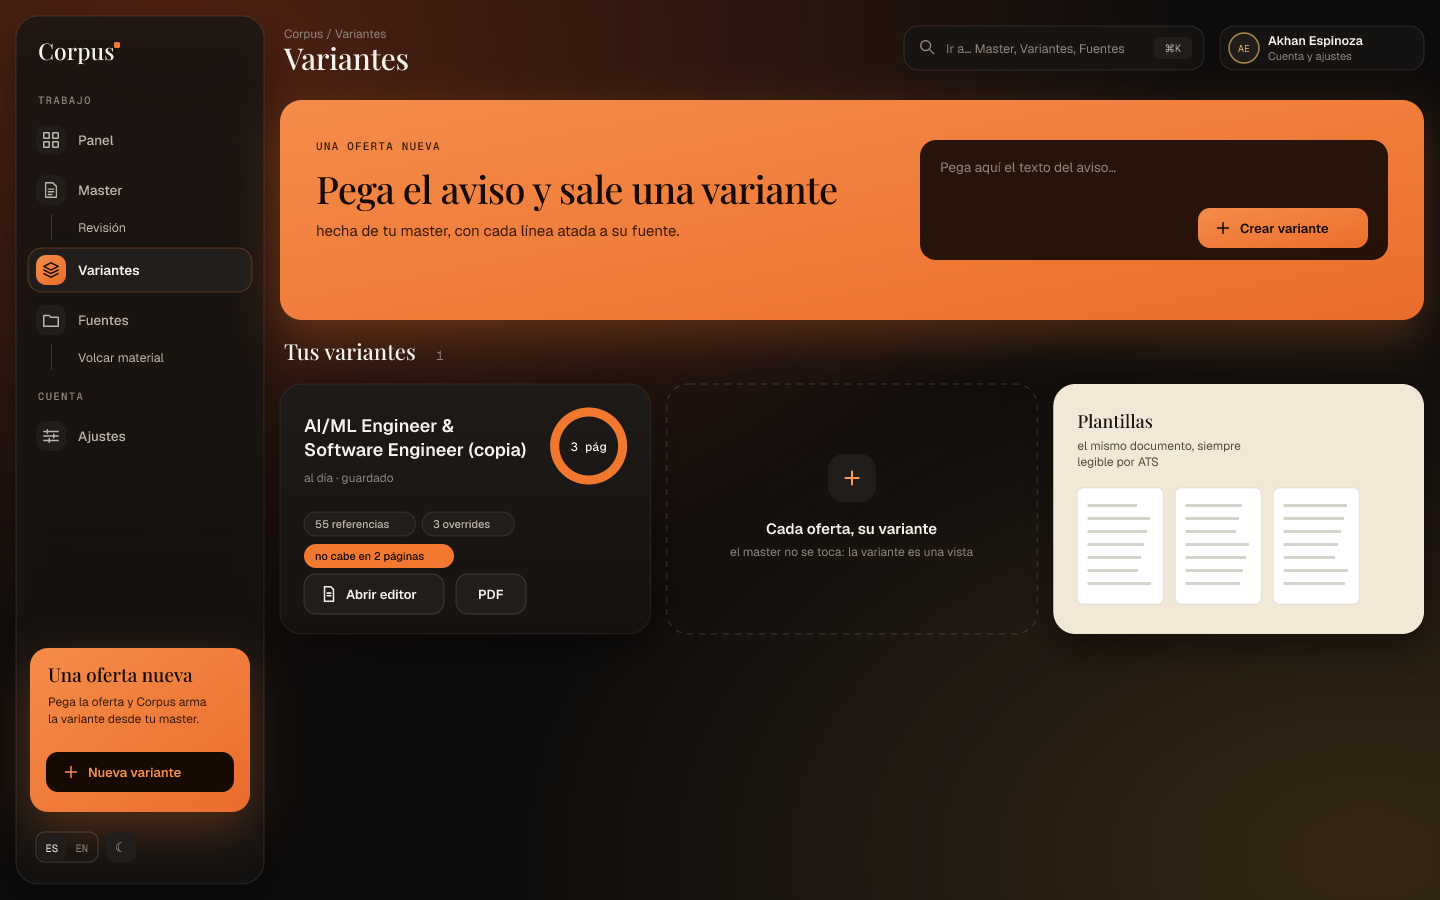 Corpus
TRABAJO
Panel
Master
Revisión
Variantes
Fuentes
Volcar material
CUENTA
Ajustes
Una oferta nueva
Pega la oferta y Corpus arma
la variante desde tu master.
Nueva variante
ES EN
Corpus / Variantes
Variantes
Ir a... Master, Variantes, Fuentes ⌘K
AE
Akhan Espinoza
Cuenta y ajustes
UNA OFERTA NUEVA
Pega el aviso y sale una variante
hecha de tu master, con cada línea atada a su fuente.
Pega aquí el texto del aviso...
Crear variante
Tus variantes 1
AI/ML Engineer &
Software Engineer (copia)
3 pág
al día · guardado
55 referencias
3 overrides
no cabe en 2 páginas
Abrir editor
PDF
Cada oferta, su variante
el master no se toca: la variante es una vista
Plantillas
el mismo documento, siempre
legible por ATS